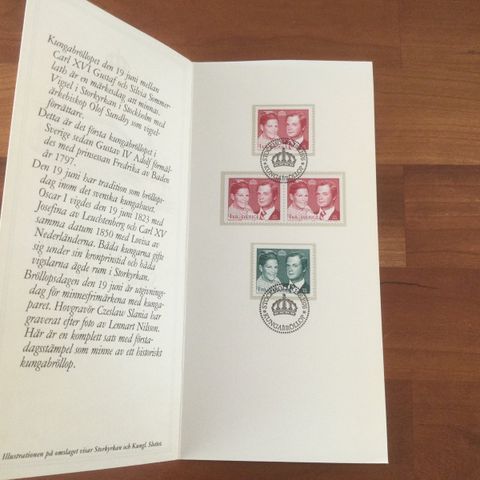 Kungabröllopet den 19 juni mellan
Carl XVI Gustaf och Silvia Sommer-
lath är en märkesdag att minnas.
Vigsel i Storkyrkan i Stockholm med
ärkebiskop Olof Sundby som vigsel-
förrättare.
Detta är det första kungabröllopet i
Sverige sedan Gustav IV Adolf förmäl-
des med prinsessan Fredrika av Baden
år 1797.
Den 19 juni har tradition som bröllops-
dag inom det svenska kungahuset.
Oscar I vigdes den 19 juni 1823 med
Josefina av Leuchtenberg och Carl XV
samma datum 1850 med Lovisa av
Nederländerna. Båda kungarna gifte
sig under sin kronprinstid och båda
vigslarna ägde rum i Storkyrkan.
Bröllopsdagen den 19 juni är utgivnings-
dag för minnesfrimärkena med kunga-
paret. Hovgravör Czeslaw Slania har
graverat efter foto av Lennart Nilson.
Här är en komplett sats med första-
dagsstämpel som minne av ett historiskt
kungabröllop.
Illustrationen på omslaget visar Storkyrkan och Kungl. Slottet.
KUNGABRÖLLOP
SVERIGE
KUNGABRÖLLOP